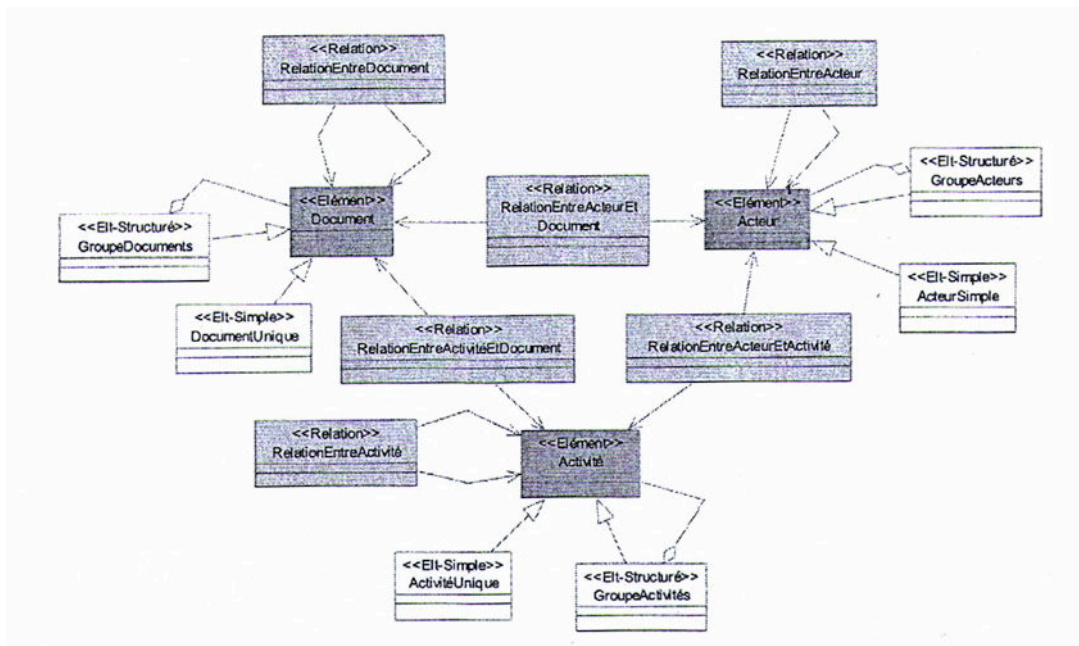 <<Relation>>
RelationEntreDocument
<<Relation>>
RelationEntreActeur
<<Elt-Structuré>>
GroupeActeurs
<<Elément>>
Document
<<Relation>>
RelationEntreActeurEt
Document
<<Elément>>
Acteur
<<Elt-Structuré>>
GroupeDocuments
<<Elt-Simple>>
ActeurSimple
<<Elt-Simple>>
DocumentUnique
<<Relation>>
RelationEntreActivitéEtDocument
<<Relation>>
RelationEntreActeurEtActivité
<<Relation>>
RelationEntreActivité
<<Elément>>
Activité
<<Elt-Simple>>
ActivitéUnique
<<Elt-Structuré>>
GroupeActivités